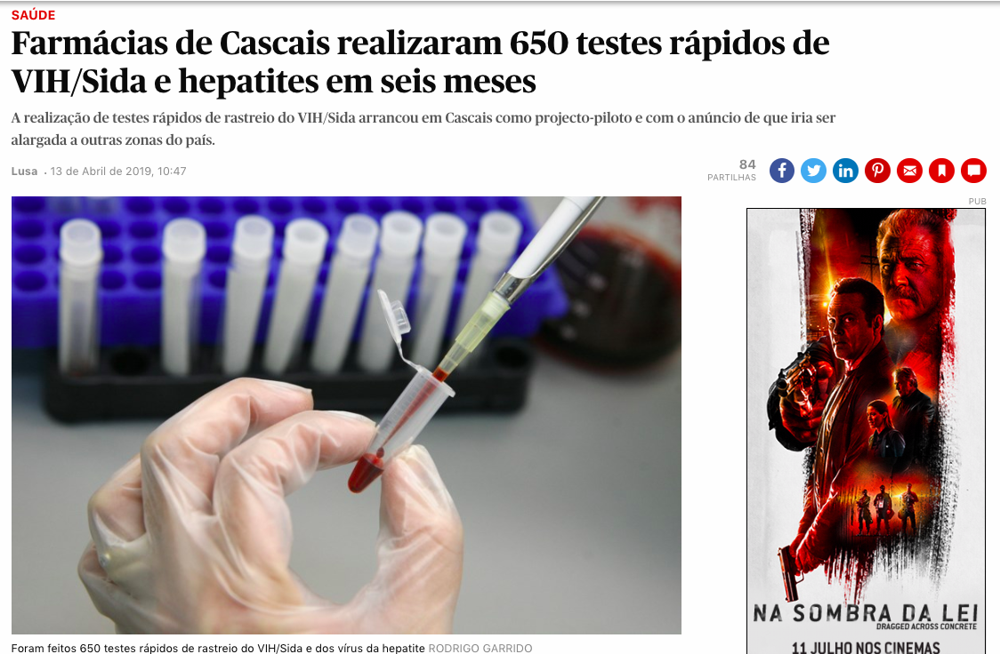 SAÚDE
Farmácias de Cascais realizaram 650 testes rápidos de
VIH/Sida e hepatites em seis meses
A realização de testes rápidos de rastreio do VIH/Sida arrancou em Cascais como projecto-piloto e com o anúncio de que iria ser
alargada a outras zonas do país.
Lusa . 13 de Abril de 2019, 10:47
84
PARTILHAS
PUB
NA SOMBRA DA LEI
DRAGGED ACROSS CONCRETE
11 JULHO NOS CINEMAS
Foram feitos 650 testes rápidos de rastreio do VIH/Sida e dos vírus da hepatite RODRIGO GARRIDO